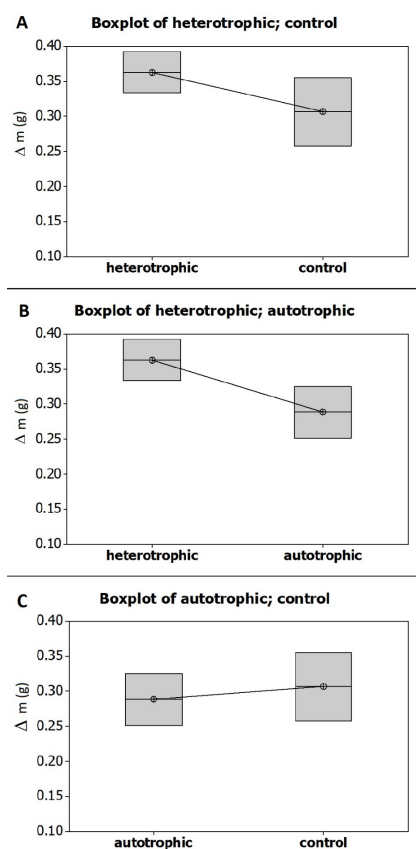 A Boxplot of heterotrophic; control
0.40
0.35
0.30
0.25
0.20
0.15
0.10
Δ m (g)
heterotrophic control
B Boxplot of heterotrophic; autotrophic
0.40
0.35
0.30
0.25
0.20
0.15
0.10
Δ m (g)
heterotrophic autotrophic
C Boxplot of autotrophic; control
0.40
0.35
0.30
0.25
0.20
0.15
0.10
Δ m (g)
autotrophic control